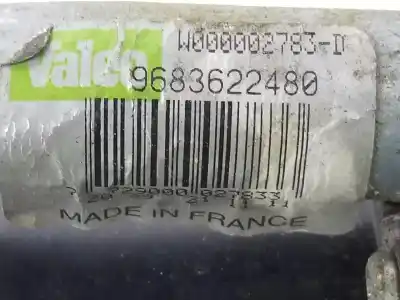 W000002783-D
Valeo
9683622480
MADE IN FRANCE